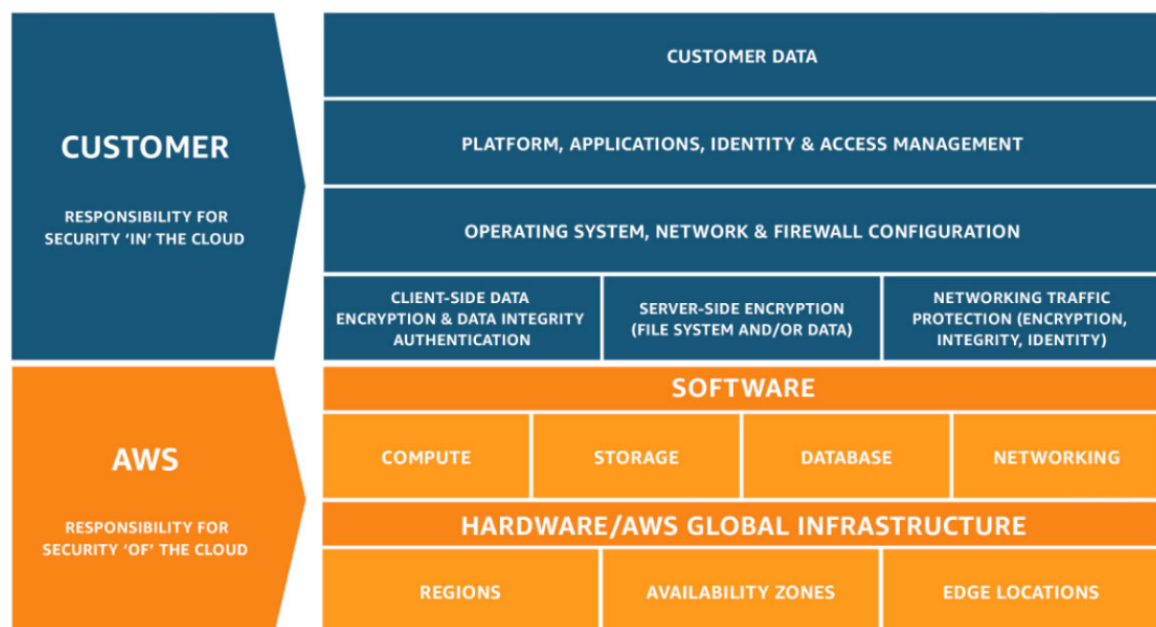 CUSTOMER
RESPONSIBILITY FOR
SECURITY ‘IN’ THE CLOUD
CUSTOMER DATA
PLATFORM, APPLICATIONS, IDENTITY & ACCESS MANAGEMENT
OPERATING SYSTEM, NETWORK & FIREWALL CONFIGURATION
CLIENT-SIDE DATA
ENCRYPTION & DATA INTEGRITY
AUTHENTICATION
SERVER-SIDE ENCRYPTION
(FILE SYSTEM AND/OR DATA)
NETWORKING TRAFFIC
PROTECTION (ENCRYPTION,
INTEGRITY, IDENTITY)
AWS
RESPONSIBILITY FOR
SECURITY ‘OF’ THE CLOUD
SOFTWARE
COMPUTE
STORAGE
DATABASE
NETWORKING
HARDWARE/AWS GLOBAL INFRASTRUCTURE
REGIONS
AVAILABILITY ZONES
EDGE LOCATIONS